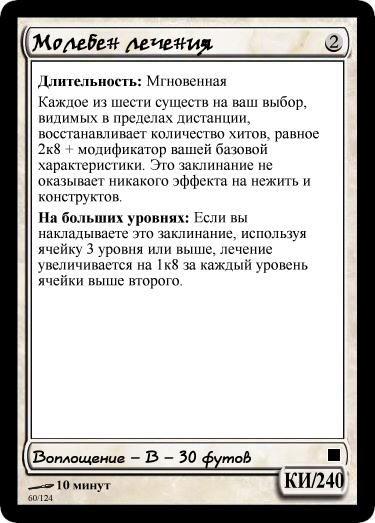 Молебен лечения 2
Длительность: Мгновенная
Каждое из шести существ на ваш выбор,
видимых в пределах дистанции,
восстанавливает количество хитов, равное
2к8 + модификатор вашей базовой
характеристики. Это заклинание не
оказывает никакого эффекта на нежить и
конструктов.
На больших уровнях: Если вы
накладываете это заклинание, используя
ячейку 3 уровня или выше, лечение
увеличивается на 1к8 за каждый уровень
ячейки выше второго.
Воплощение – В – 30 футов
10 минут
КИ/240
60/124